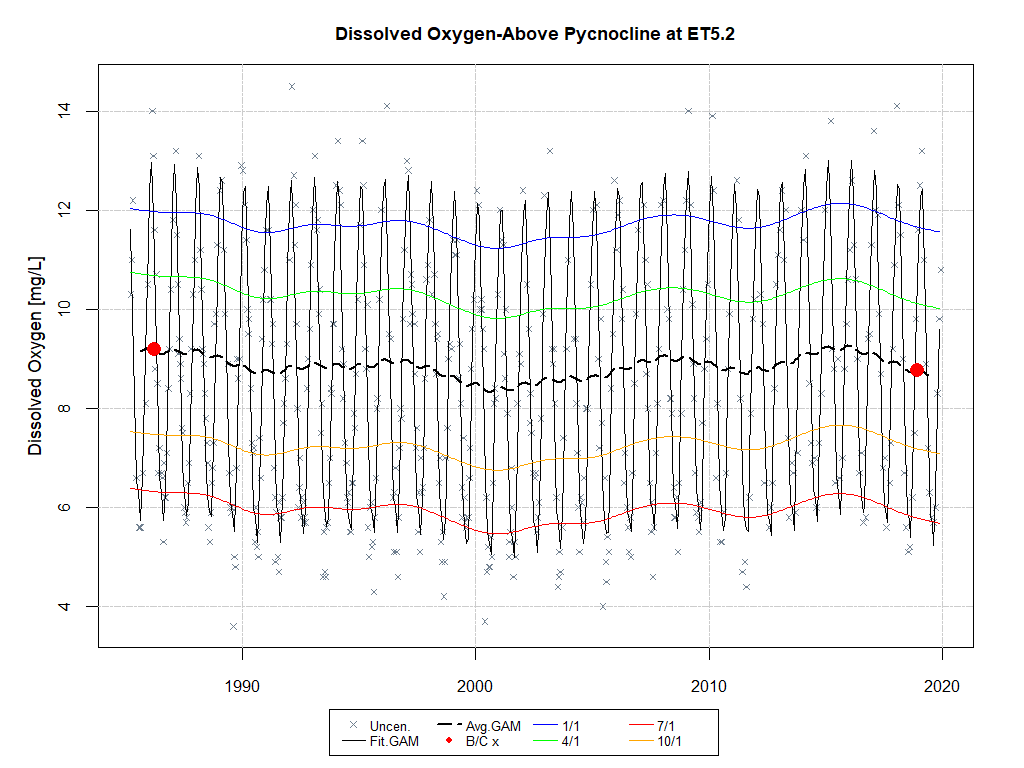 Dissolved Oxygen-Above Pycnocline at ET5.2
Dissolved Oxygen [mg/L]
14
12
10
8
6
4
1990 2000 2010 2020
Uncen. Avg.GAM 1/1 7/1
Fit.GAM B/C x 4/1 10/1